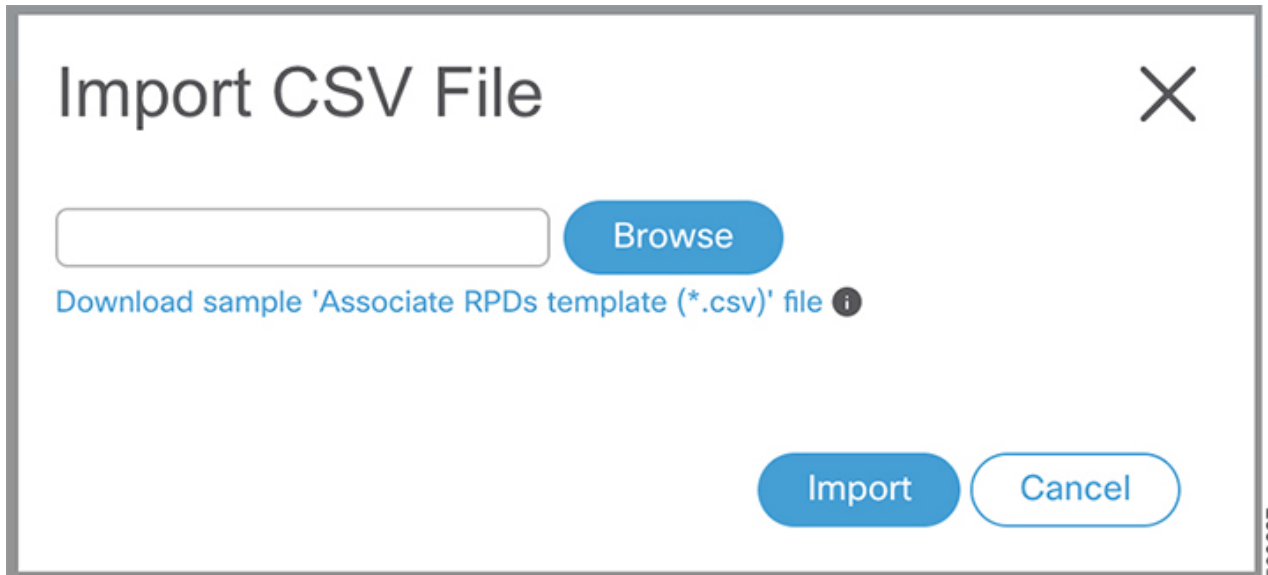 Import CSV File
Browse
Download sample 'Associate RPDs template (*.csv)' file
Import Cancel